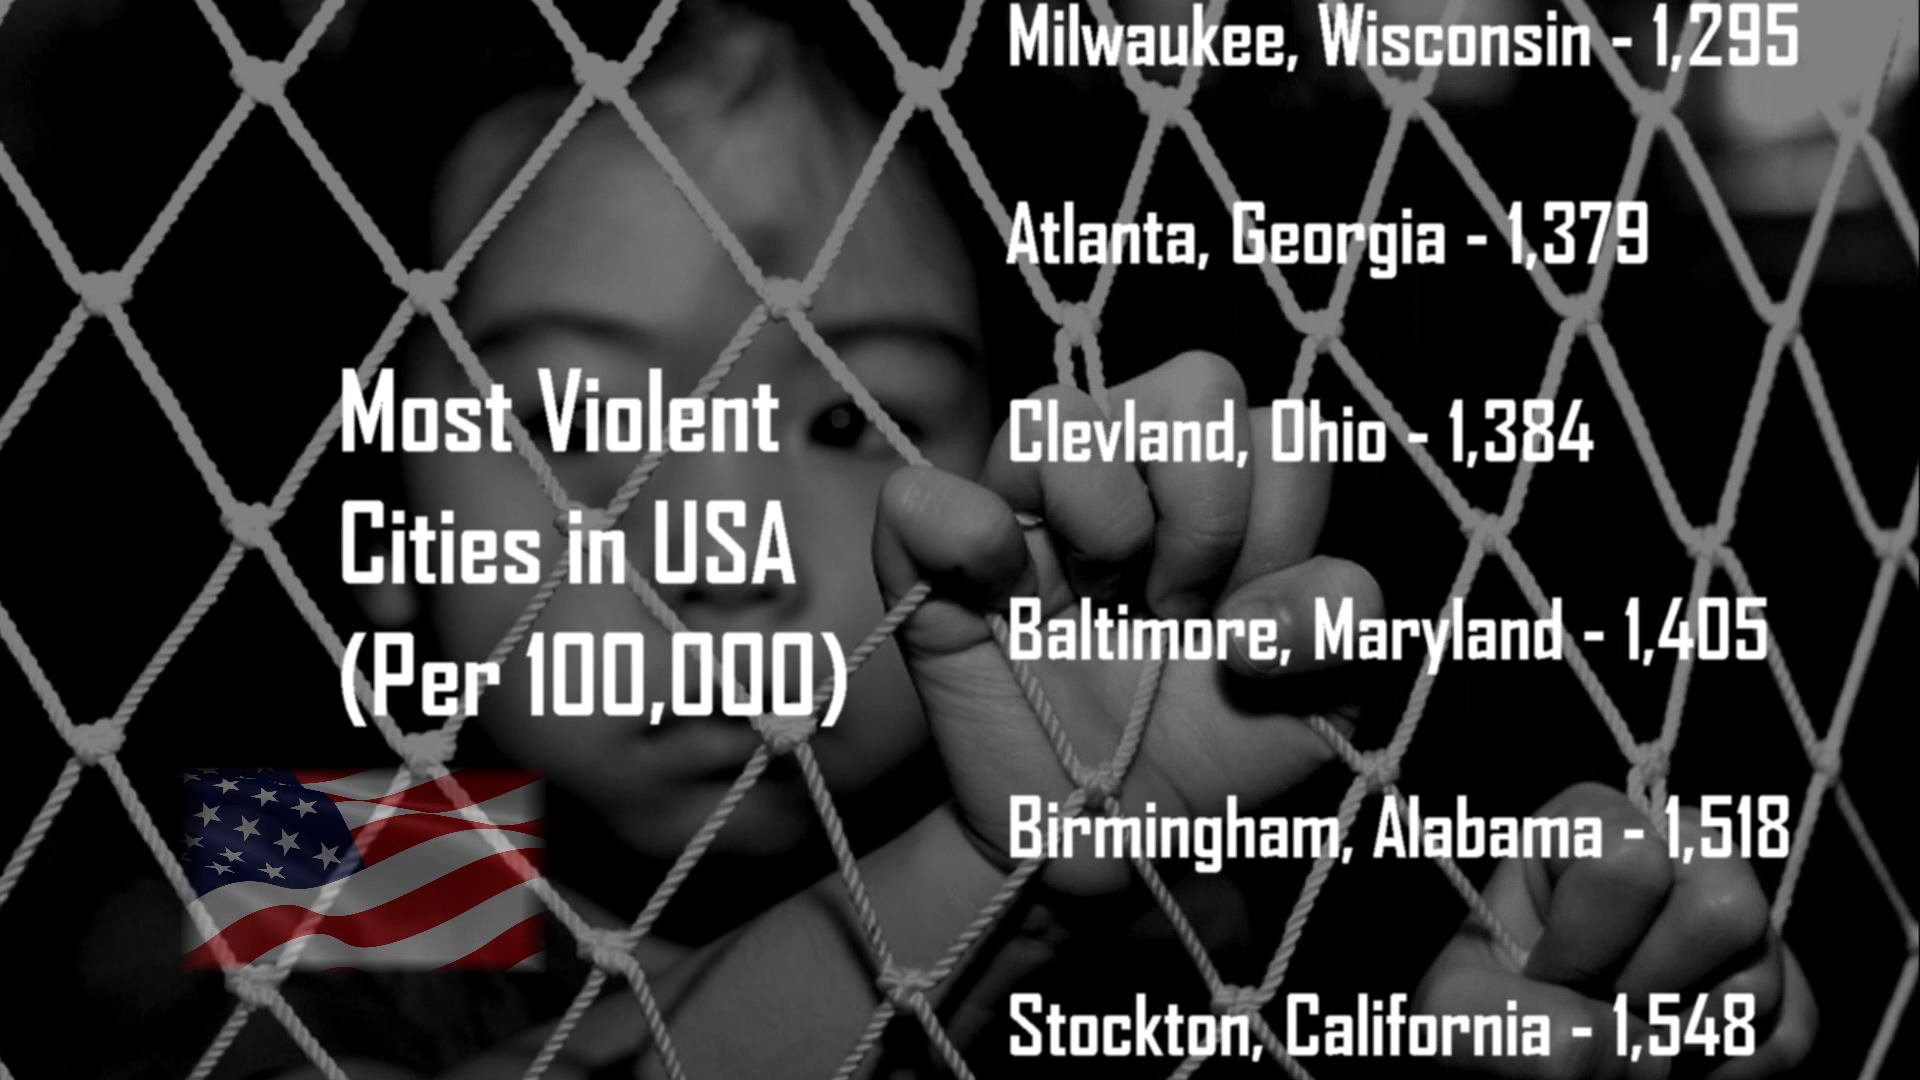 Most Violent
Cities in USA
(Per 100,000)
Milwaukee, Wisconsin - 1,295
Atlanta, Georgia - 1,379
Clevland, Ohio - 1,384
Baltimore, Maryland - 1,405
Birmingham, Alabama - 1,518
Stockton, California - 1,548